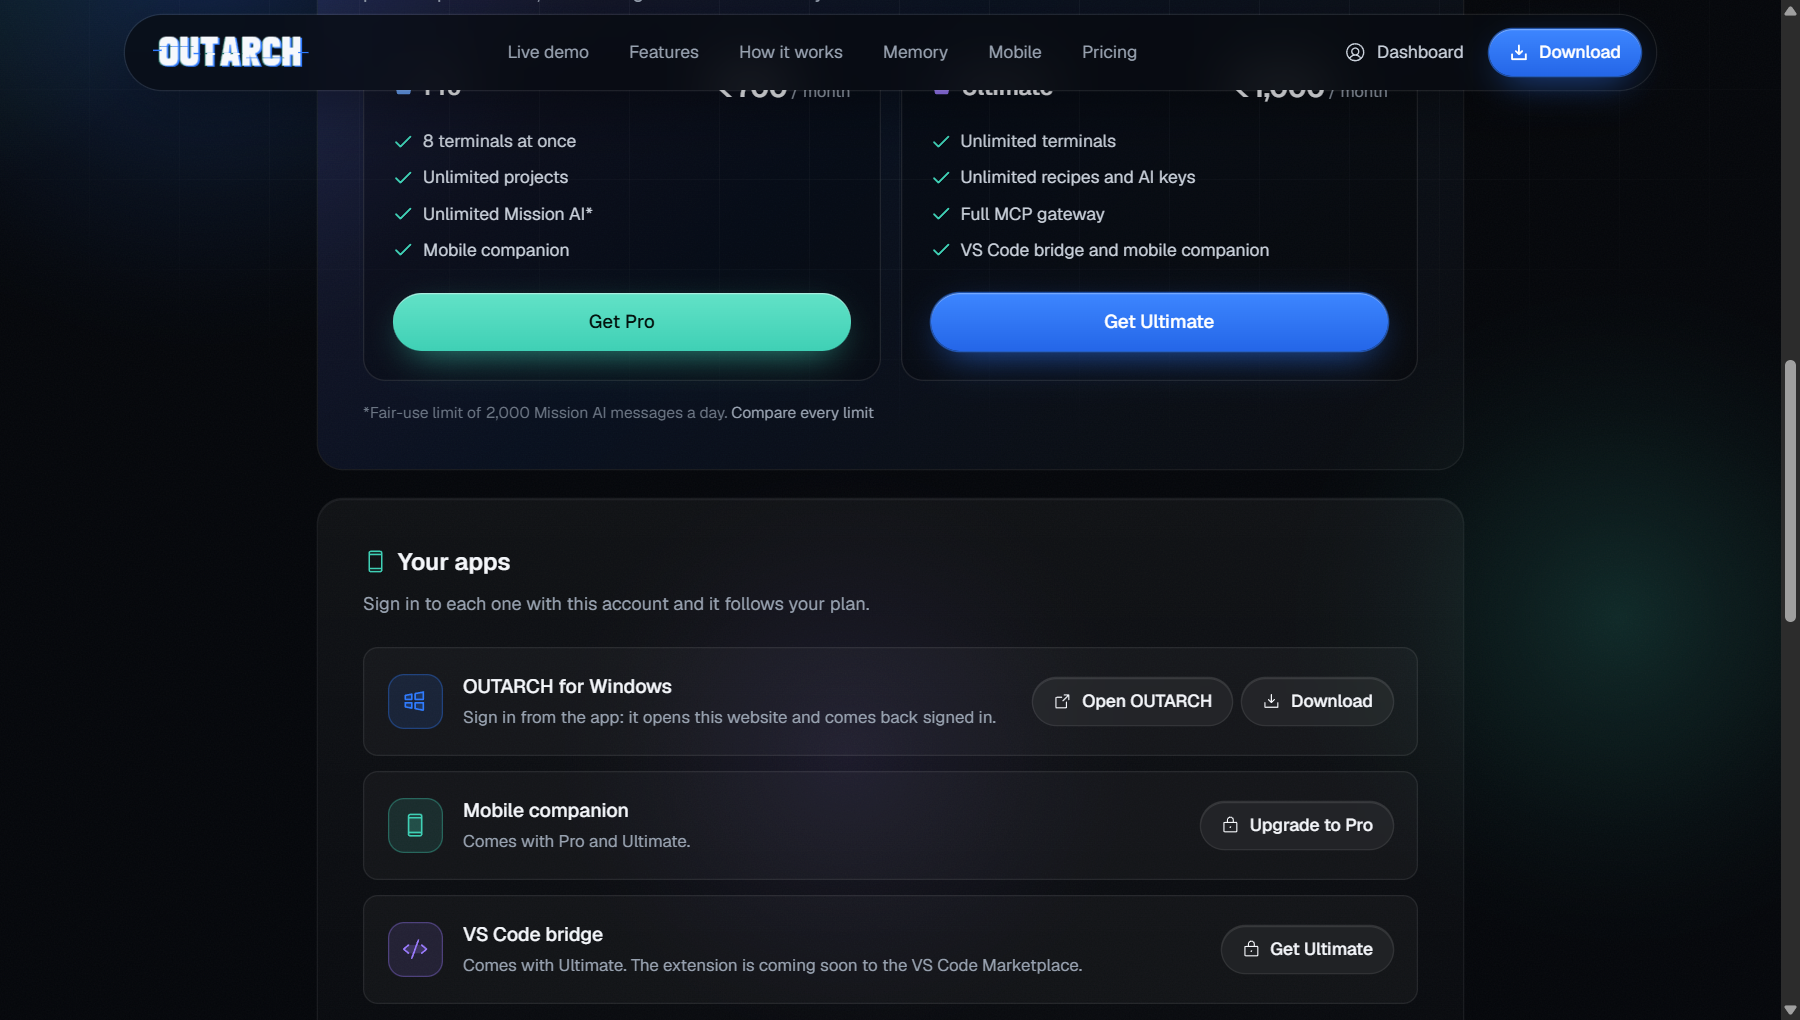 OUTARCH
Live demo
Features
How it works
Memory
Mobile
Pricing
Dashboard
Download
/ month
Ultimate
/ month
8 terminals at once
Unlimited projects
Unlimited Mission AI*
Mobile companion
Get Pro
Unlimited terminals
Unlimited recipes and AI keys
Full MCP gateway
VS Code bridge and mobile companion
Get Ultimate
*Fair-use limit of 2,000 Mission AI messages a day. Compare every limit
Your apps
Sign in to each one with this account and it follows your plan.
OUTARCH for Windows
Sign in from the app: it opens this website and comes back signed in.
Open OUTARCH
Download
Mobile companion
Comes with Pro and Ultimate.
Upgrade to Pro
VS Code bridge
Comes with Ultimate. The extension is coming soon to the VS Code Marketplace.
Get Ultimate